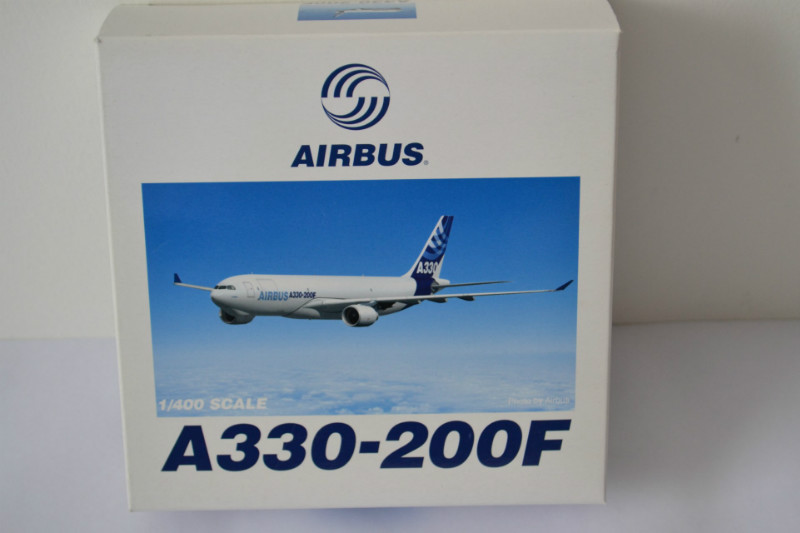 AIRBUS
A330
AIRBUS A330-200F
1/400 SCALE
A330-200F